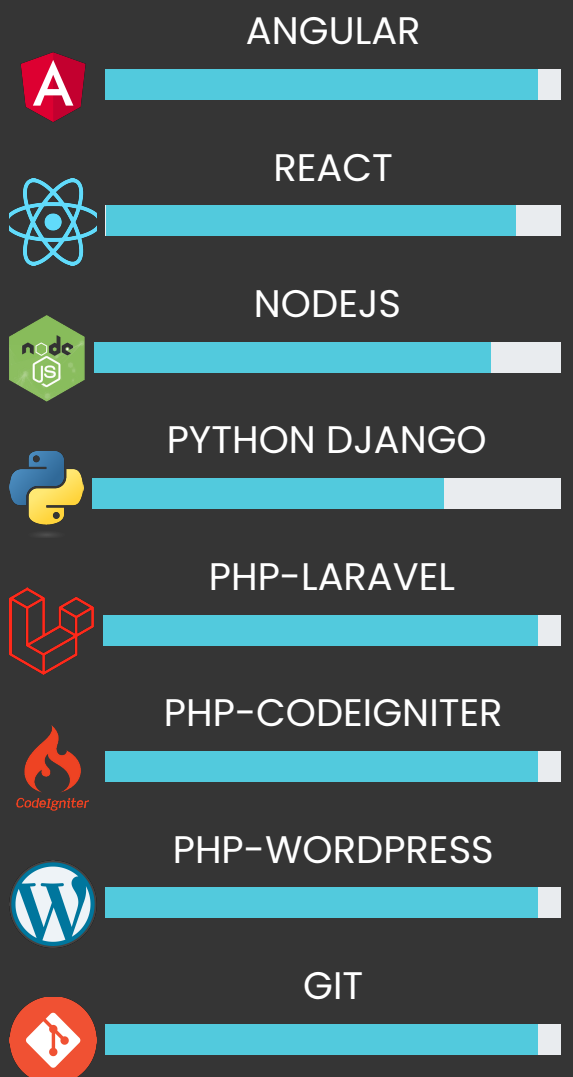 ANGULAR
A
REACT
NODEJS
node
JS
PYTHON DJANGO
PHP-LARAVEL
PHP-CODEIGNITER
CodeIgniter
PHP-WORDPRESS
W
GIT